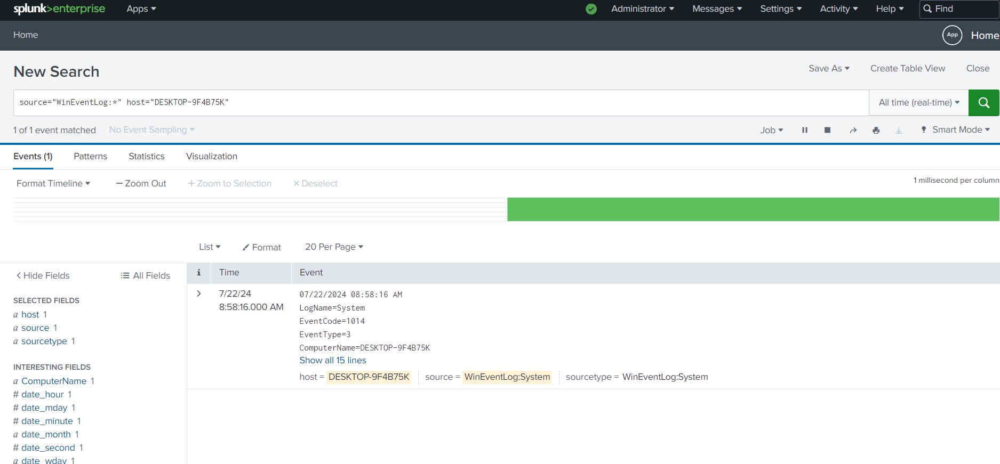 splunk>enterprise Apps Administrator Messages Settings Activity Help Find
Home App Home
New Search Save As Create Table View Close
source="WinEventLog:*" host="DESKTOP-9F4B75K" All time (real-time)
1 of 1 event matched No Event Sampling Job Smart Mode
Events (1) Patterns Statistics Visualization
Format Timeline — Zoom Out + Zoom to Selection × Deselect 1 millisecond per column
List Format 20 Per Page
< Hide Fields All Fields
i Time Event
SELECTED FIELDS
a host 1
a source 1
a sourcetype 1
INTERESTING FIELDS
a ComputerName 1
# date_hour 1
# date_mday 1
# date_minute 1
a date_month 1
# date_second 1
a date_wday 1
> 7/22/24
8:58:16.000 AM
07/22/2024 08:58:16 AM
LogName=System
EventCode=1014
EventType=3
ComputerName=DESKTOP-9F4B75K
Show all 15 lines
host = DESKTOP-9F4B75K source = WinEventLog:System sourcetype = WinEventLog:System